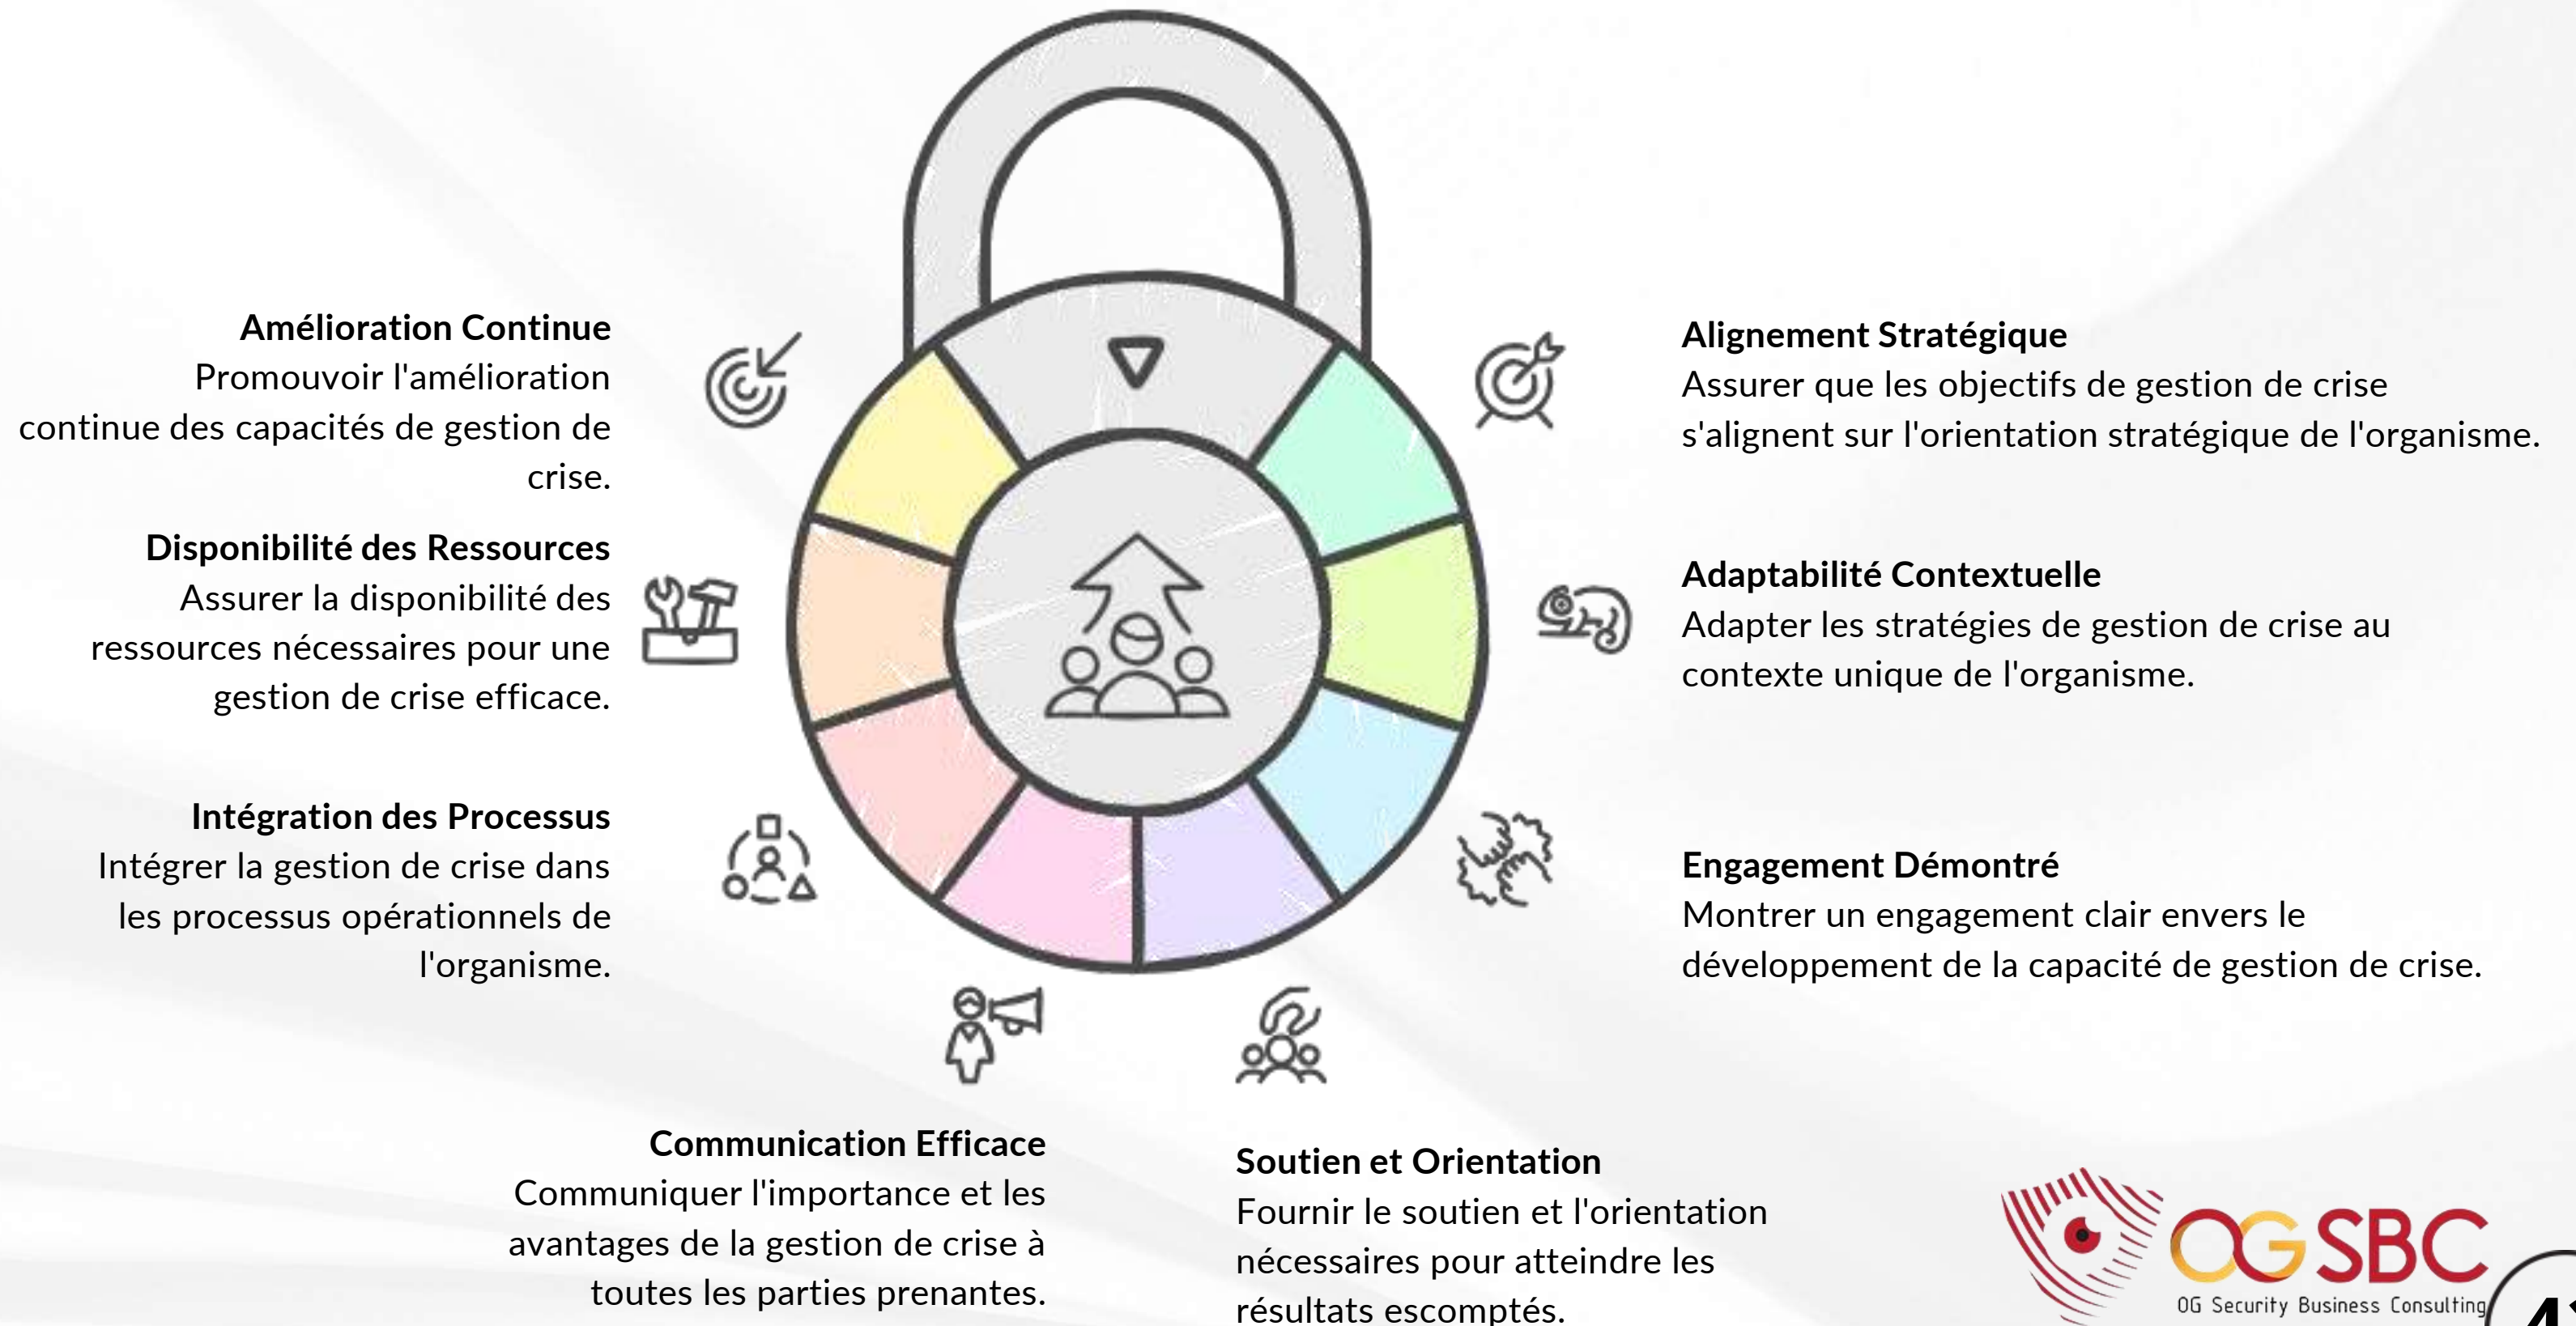 Amélioration Continue
Promouvoir l'amélioration
continue des capacités de gestion de
crise.
Disponibilité des Ressources
Assurer la disponibilité des
ressources nécessaires pour une
gestion de crise efficace.
Intégration des Processus
Intégrer la gestion de crise dans
les processus opérationnels de
l'organisme.
Communication Efficace
Communiquer l'importance et les
avantages de la gestion de crise à
toutes les parties prenantes.
Alignement Stratégique
Assurer que les objectifs de gestion de crise
s'alignent sur l'orientation stratégique de l'organisme.
Adaptabilité Contextuelle
Adapter les stratégies de gestion de crise au
contexte unique de l'organisme.
Engagement Démontré
Montrer un engagement clair envers le
développement de la capacité de gestion de crise.
Soutien et Orientation
Fournir le soutien et l'orientation
nécessaires pour atteindre les
résultats escomptés.
OGSBC
OG Security Business Consulting